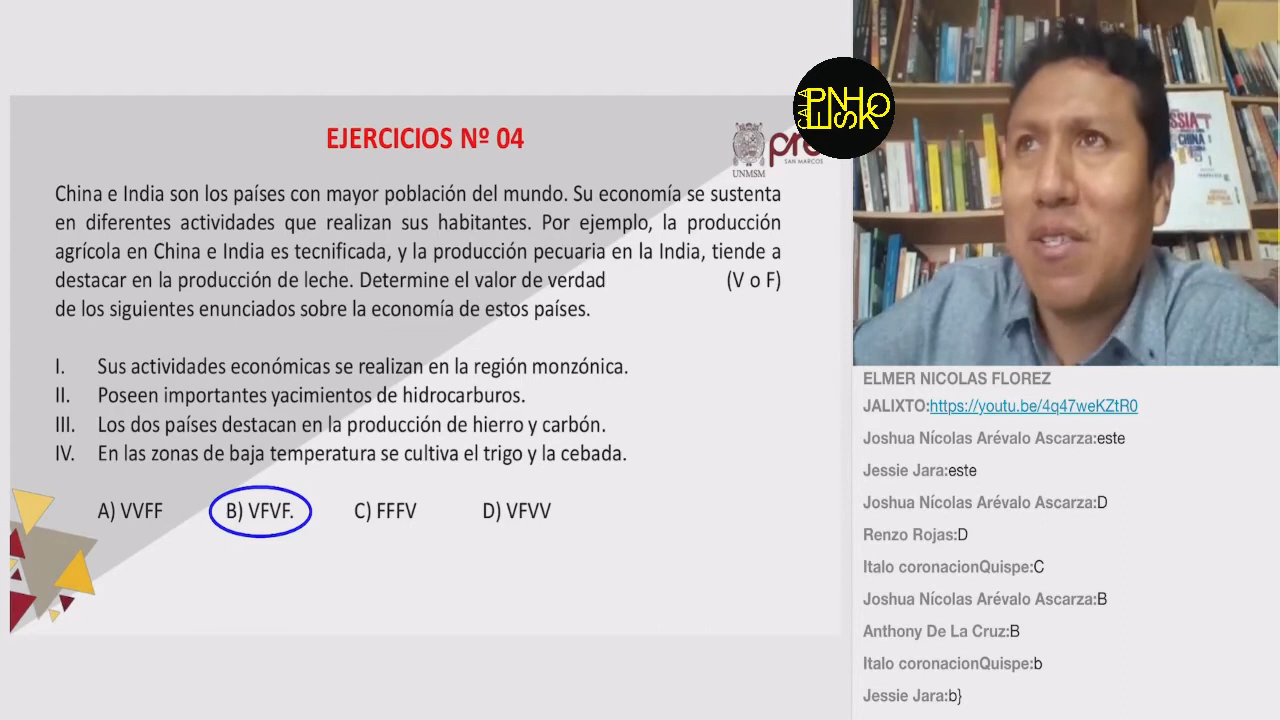 EJERCICIOS Nº 04
UNMSM
pre
SAN MARCOS
CALA
PNHO
ESK
China e India son los países con mayor población del mundo. Su economía se sustenta
en diferentes actividades que realizan sus habitantes. Por ejemplo, la producción
agrícola en China e India es tecnificada, y la producción pecuaria en la India, tiende a
destacar en la producción de leche. Determine el valor de verdad (V o F)
de los siguientes enunciados sobre la economía de estos países.
I. Sus actividades económicas se realizan en la región monzónica.
II. Poseen importantes yacimientos de hidrocarburos.
III. Los dos países destacan en la producción de hierro y carbón.
IV. En las zonas de baja temperatura se cultiva el trigo y la cebada.
A) VVFF B) VFVF. C) FFFV D) VFVV
CHINA
ELMER NICOLAS FLOREZ
JALIXTO:https://youtu.be/4q47weKZtR0
Joshua Nícolas Arévalo Ascarza:este
Jessie Jara:este
Joshua Nícolas Arévalo Ascarza:D
Renzo Rojas:D
Italo coronacionQuispe:C
Joshua Nícolas Arévalo Ascarza:B
Anthony De La Cruz:B
Italo coronacionQuispe:b
Jessie Jara:b}